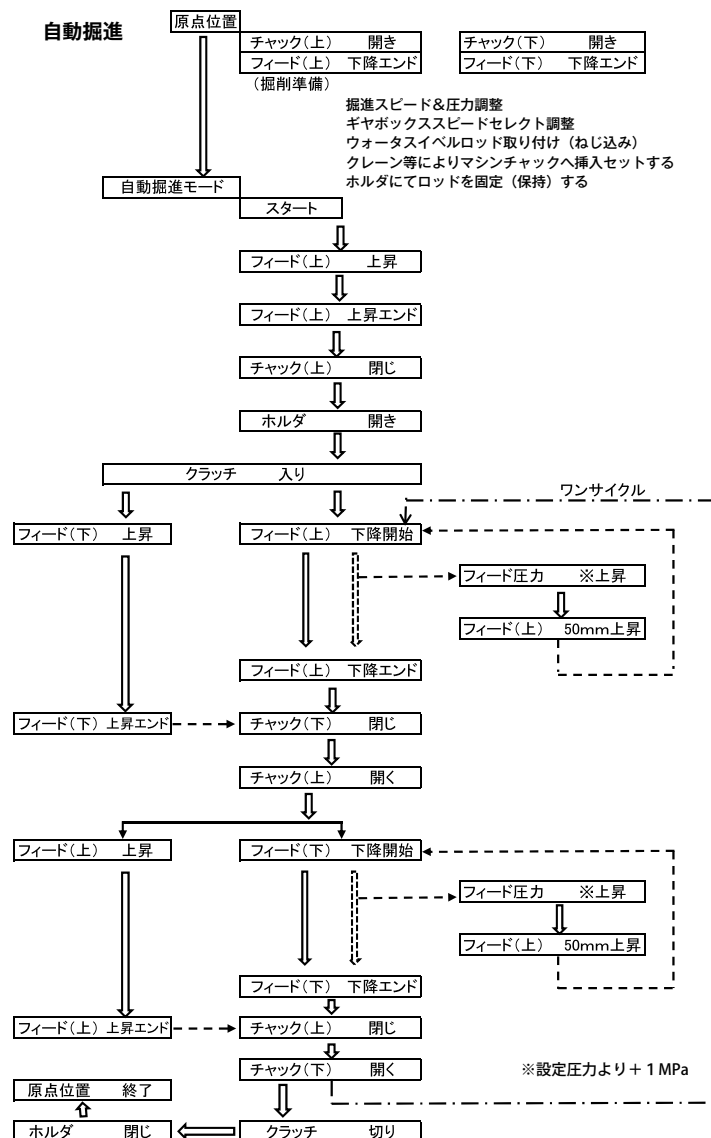 自動掘進
原点位置
チャック(上) 開き
チャック(下) 開き
フィード(上) 下降エンド
フィード(下) 下降エンド
(掘削準備)
掘進スピード&圧力調整
ギヤボックススピードセレクト調整
ウォータスイベルロッド取り付け（ねじ込み）
クレーン等によりマシンチャックへ挿入セットする
ホルダにてロッドを固定（保持）する
自動掘進モード
スタート
フィード(上) 上昇
フィード(上) 上昇エンド
チャック(上) 閉じ
ホルダ 開き
クラッチ 入り
ワンサイクル
フィード(下) 上昇
フィード(上) 下降開始
フィード圧力 ※上昇
フィード(上) 50mm上昇
フィード(上) 下降エンド
フィード(下) 上昇エンド
チャック(下) 閉じ
チャック(上) 開く
フィード(上) 上昇
フィード(下) 下降開始
フィード圧力 ※上昇
フィード(上) 50mm上昇
フィード(下) 下降エンド
フィード(上) 上昇エンド
チャック(上) 閉じ
チャック(下) 開く
※設定圧力より＋１MPa
原点位置 終了
ホルダ 閉じ
クラッチ 切り